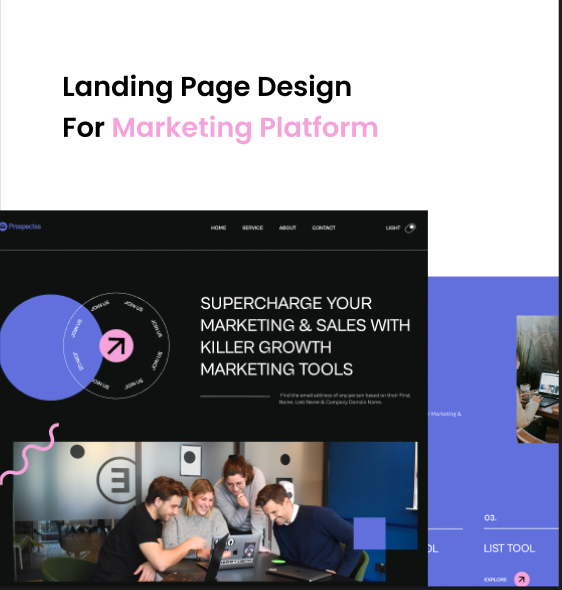 Landing Page Design
For Marketing Platform
Prospectss
HOME SERVICE ABOUT CONTACT LIGHT
JOIN US JOIN US JOIN US JOIN US JOIN US JOIN US JOIN US JOIN US
SUPERCHARGE YOUR
MARKETING & SALES WITH
KILLER GROWTH
MARKETING TOOLS
Find the email address of any person based on their First
Name, Last Name & Company Domain Name.
Marketing &
03.
OL
LIST TOOL
EXPLORE